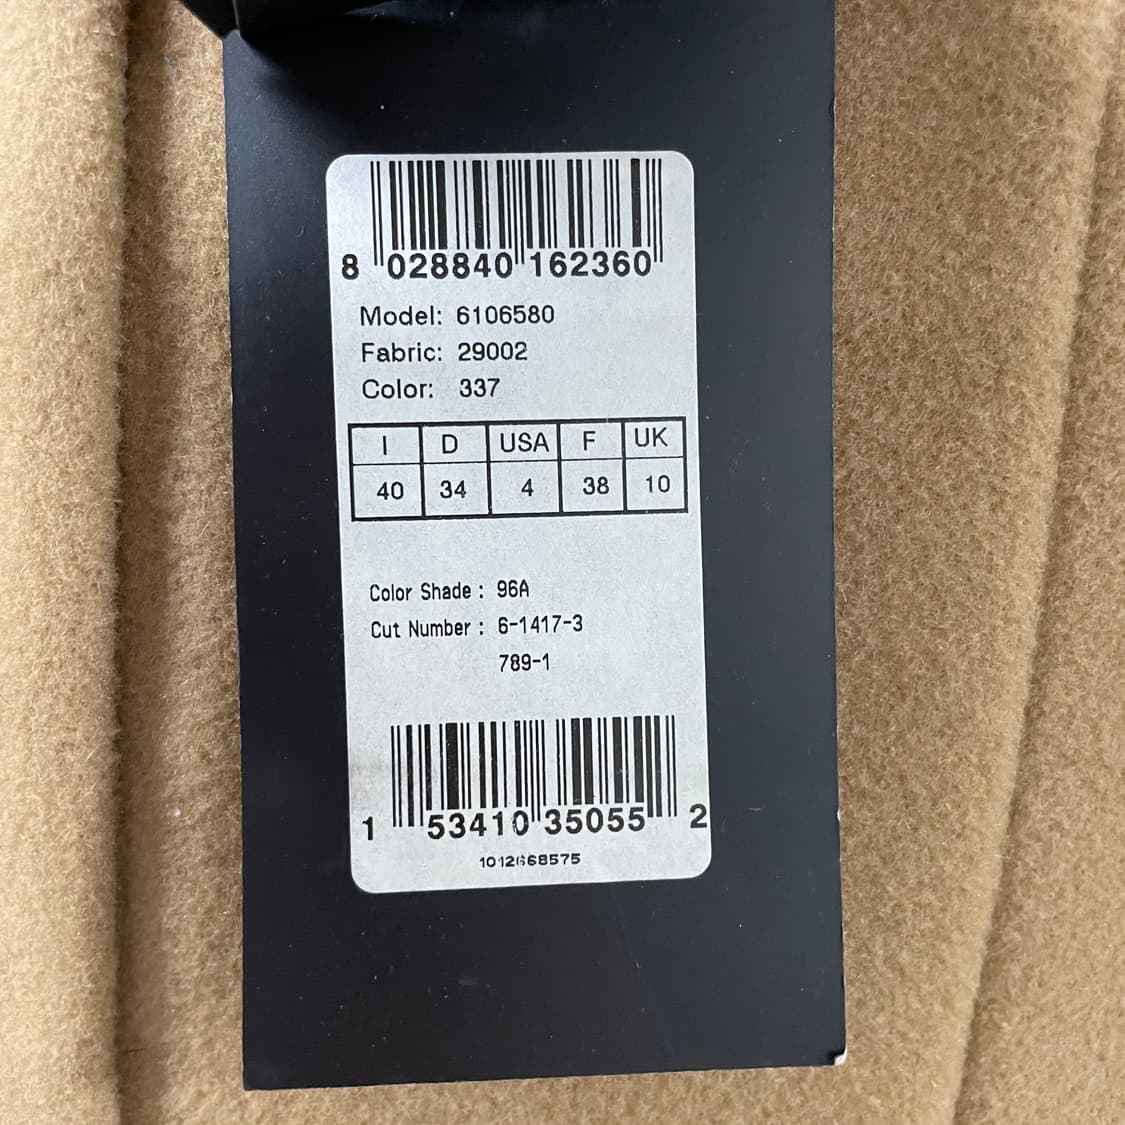 8 028840 162360
Model: 6106580
Fabric: 29002
Color: 337
I D USA F UK
40 34 4 38 10
Color Shade : 96A
Cut Number : 6-1417-3
789-1
1 53410 35055 2
1012668575